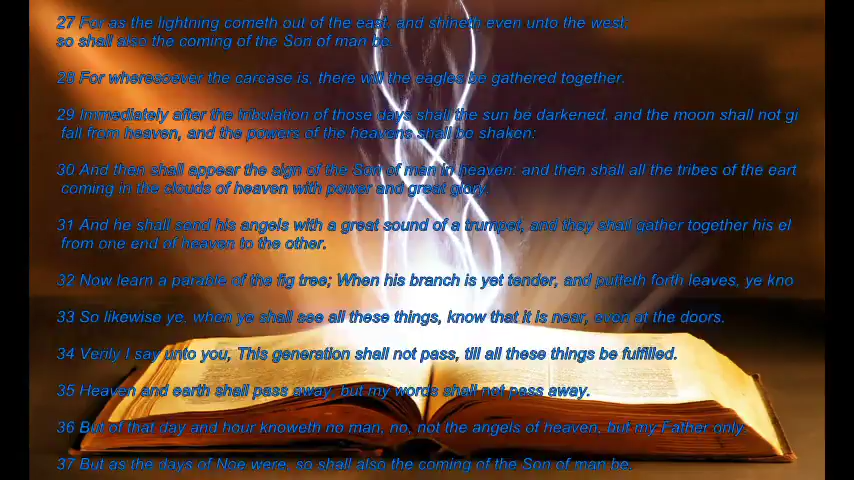 27 For as the lightning cometh out of the east, and shineth even unto the west;
so shall also the coming of the Son of man be.
28 For wheresoever the carcase is, there will the eagles be gathered together.
29 Immediately after the tribulation of those days shall the sun be darkened, and the moon shall not gi
fall from heaven, and the powers of the heavens shall be shaken:
30 And then shall appear the sign of the Son of man in heaven: and then shall all the tribes of the eart
coming in the clouds of heaven with power and great glory.
31 And he shall send his angels with a great sound of a trumpet, and they shall gather together his el
from one end of heaven to the other.
32 Now learn a parable of the fig tree; When his branch is yet tender, and putteth forth leaves, ye kno
33 So likewise ye, when ye shall see all these things, know that it is near, even at the doors.
34 Verily I say unto you, This generation shall not pass, till all these things be fulfilled.
35 Heaven and earth shall pass away, but my words shall not pass away.
36 But of that day and hour knoweth no man, no, not the angels of heaven, but my Father only.
37 But as the days of Noe were, so shall also the coming of the Son of man be.